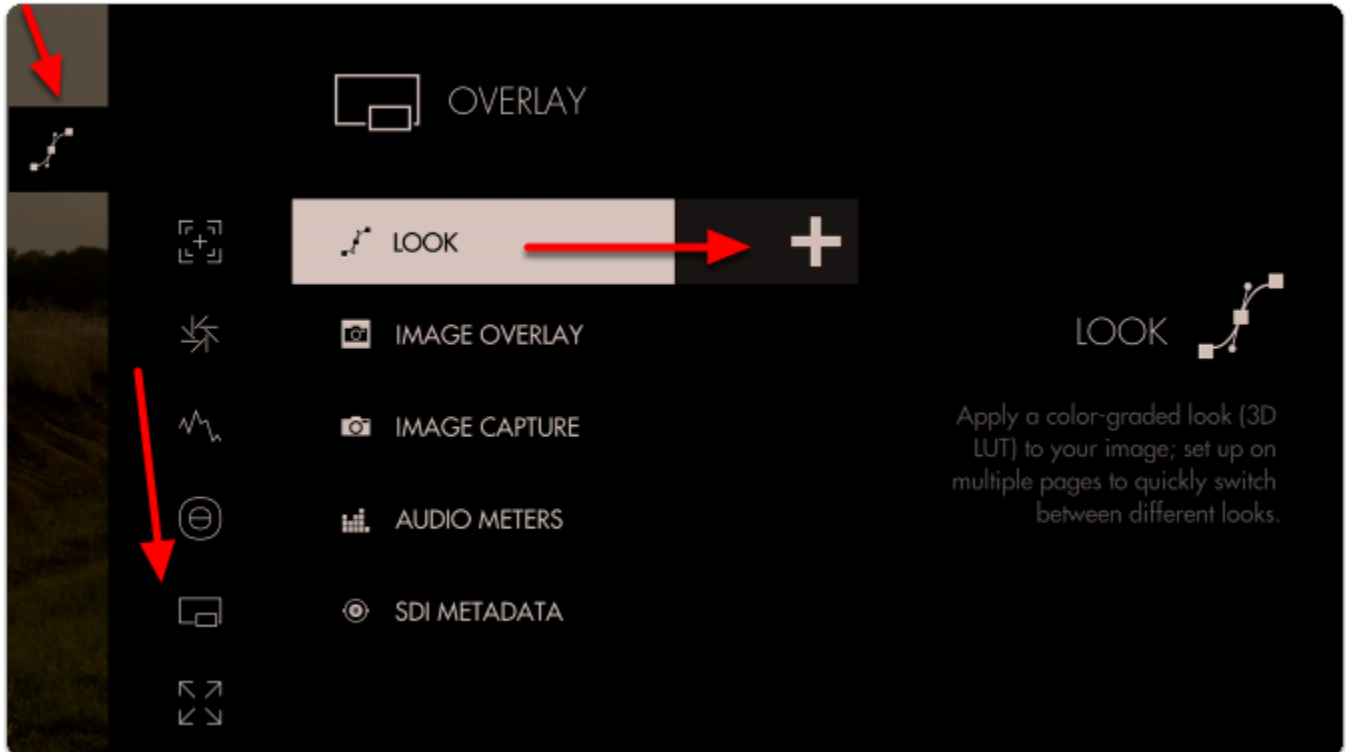 OVERLAY
LOOK
IMAGE OVERLAY
IMAGE CAPTURE
AUDIO METERS
SDI METADATA
LOOK
Apply a color-graded look (3D
LUT) to your image; set up on
multiple pages to quickly switch
between different looks.